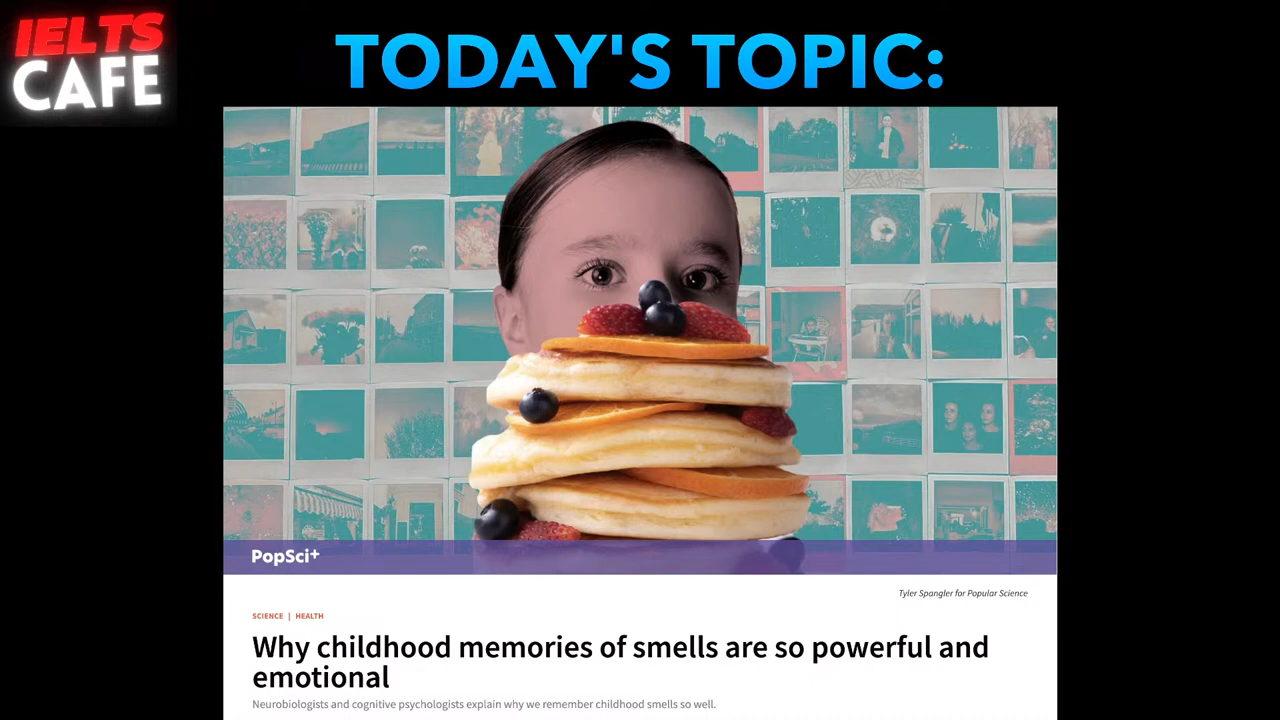 IELTS
CAFE
TODAY'S TOPIC:
PopSci+
Tyler Spangler for Popular Science
SCIENCE | HEALTH
Why childhood memories of smells are so powerful and
emotional
Neurobiologists and cognitive psychologists explain why we remember childhood smells so well.